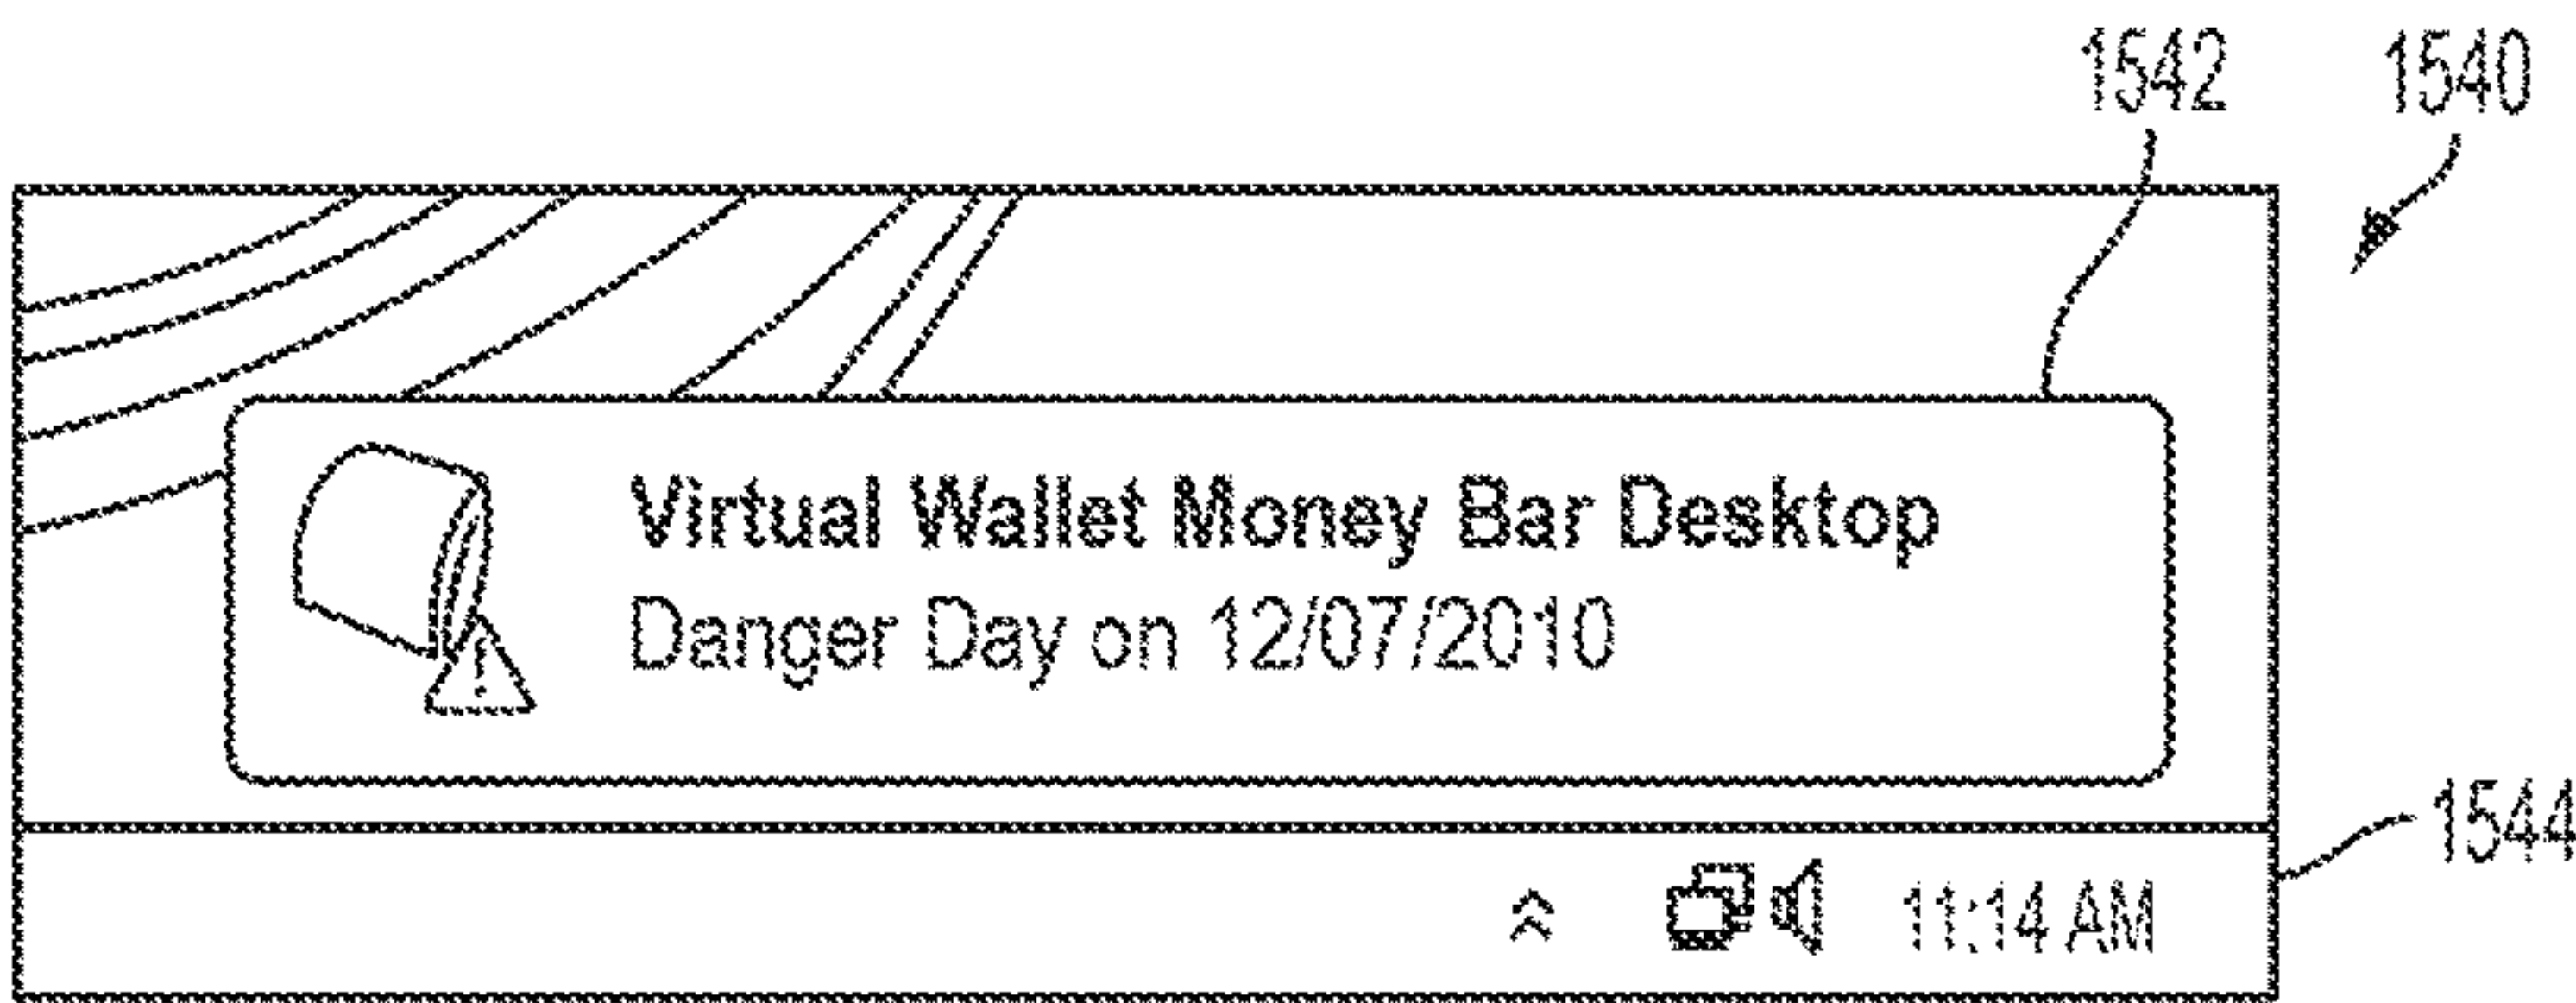 1542 1540
Virtual Wallet Money Bar Desktop
Danger Day on 12/07/2010
1544
11:14 AM